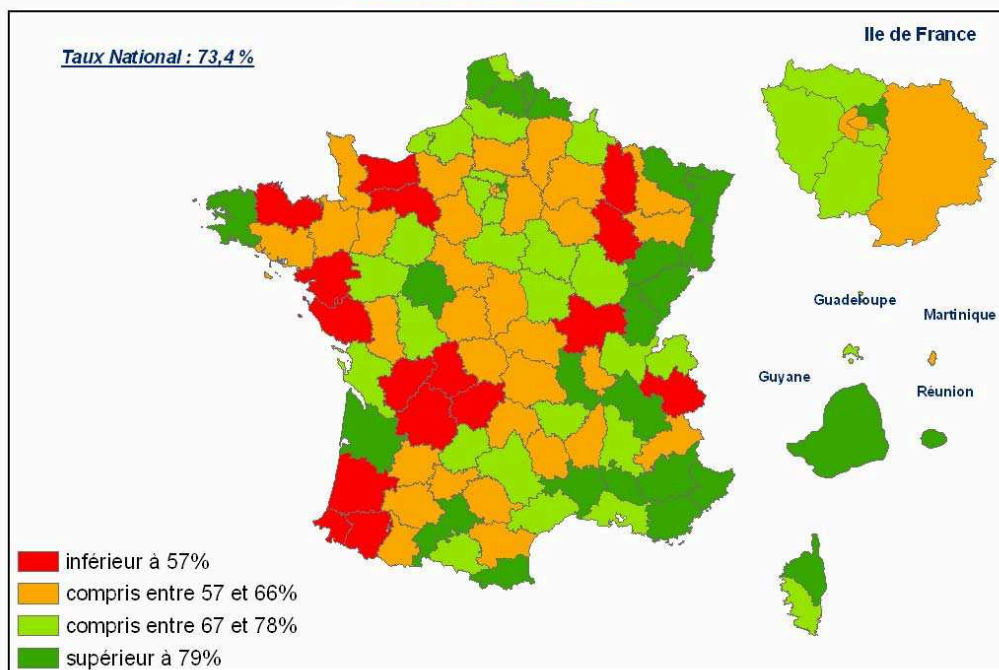 Taux National : 73,4 %
Ile de France
Guadeloupe
Martinique
Guyane
Réunion
inférieur à 57%
compris entre 57 et 66%
compris entre 67 et 78%
supérieur à 79%